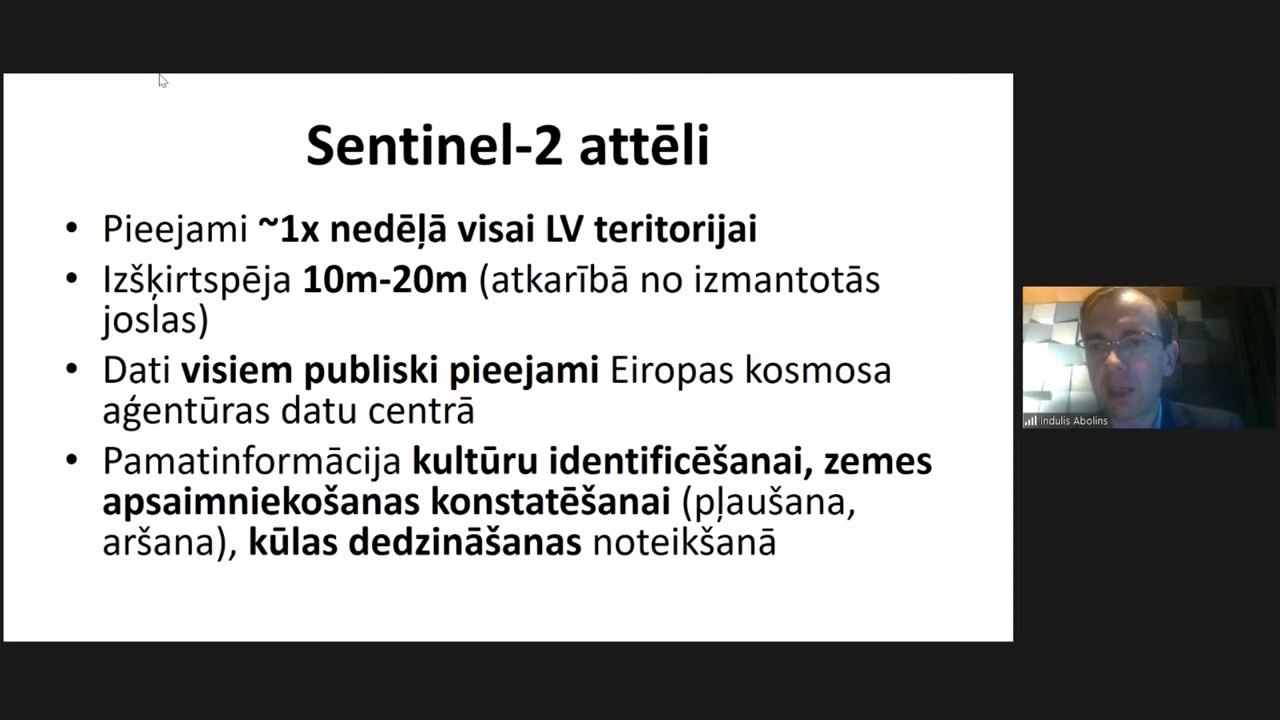 Sentinel-2 attēli
• Pieejami ~1x nedēļā visai LV teritorijai
• Izšķirtspēja 10m-20m (atkarībā no izmantotās
joslas)
• Dati visiem publiski pieejami Eiropas kosmosa
aģentūras datu centrā
• Pamatinformācija kultūru identificēšanai, zemes
apsaimniekošanas konstatēšanai (pļaušana,
aršana), kūlas dedzināšanas noteikšanā
Indulis Abolins